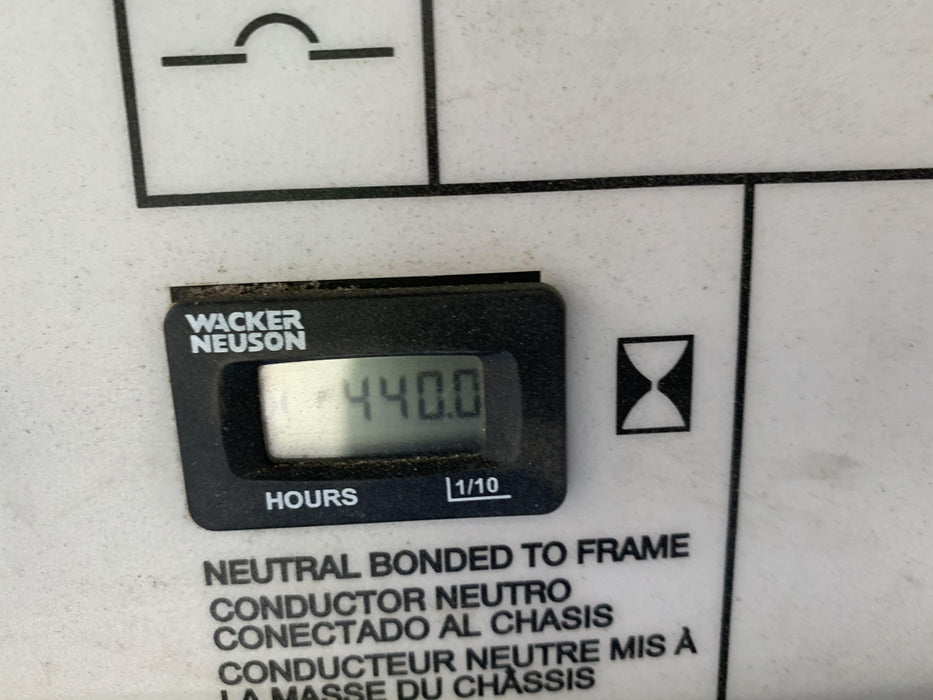 WACKER
NEUSON
440.0
HOURS 1/10
NEUTRAL BONDED TO FRAME
CONDUCTOR NEUTRO
CONECTADO AL CHASIS
CONDUCTEUR NEUTRE MIS À
LA MASSE DU CHÂSSIS